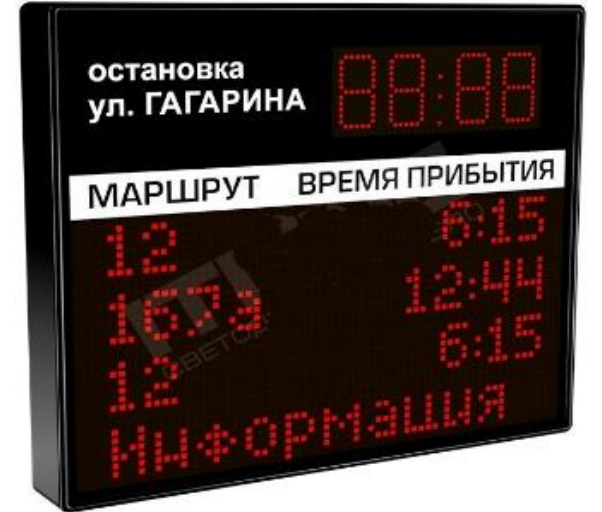 остановка
ул. ГАГАРИНА
88:88
МАРШРУТ ВРЕМЯ ПРИБЫТИЯ
12 6:15
167э 12:44
12 6:15
Информация